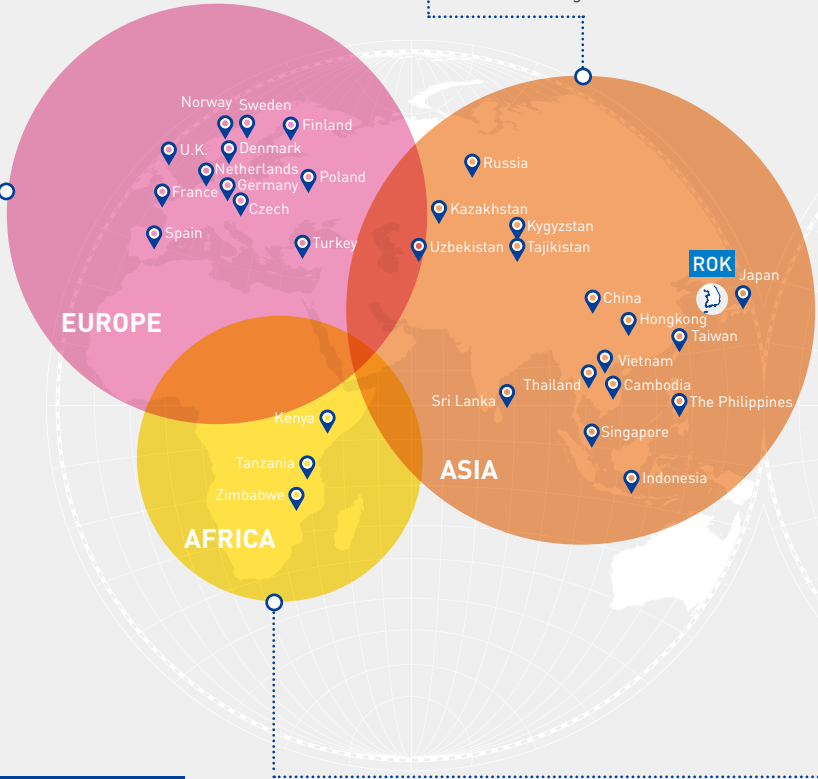 Norway
Sweden
Finland
U.K.
Denmark
Netherlands
Poland
France
Germany
Czech
Spain
Turkey
EUROPE
Russia
Kazakhstan
Kygyzstan
Uzbekistan
Tajikistan
ROK
Japan
China
Hongkong
Taiwan
Vietnam
Thailand
Cambodia
Sri Lanka
The Philippines
Singapore
ASIA
Indonesia
Kenya
Tanzania
Zimbabwe
AFRICA